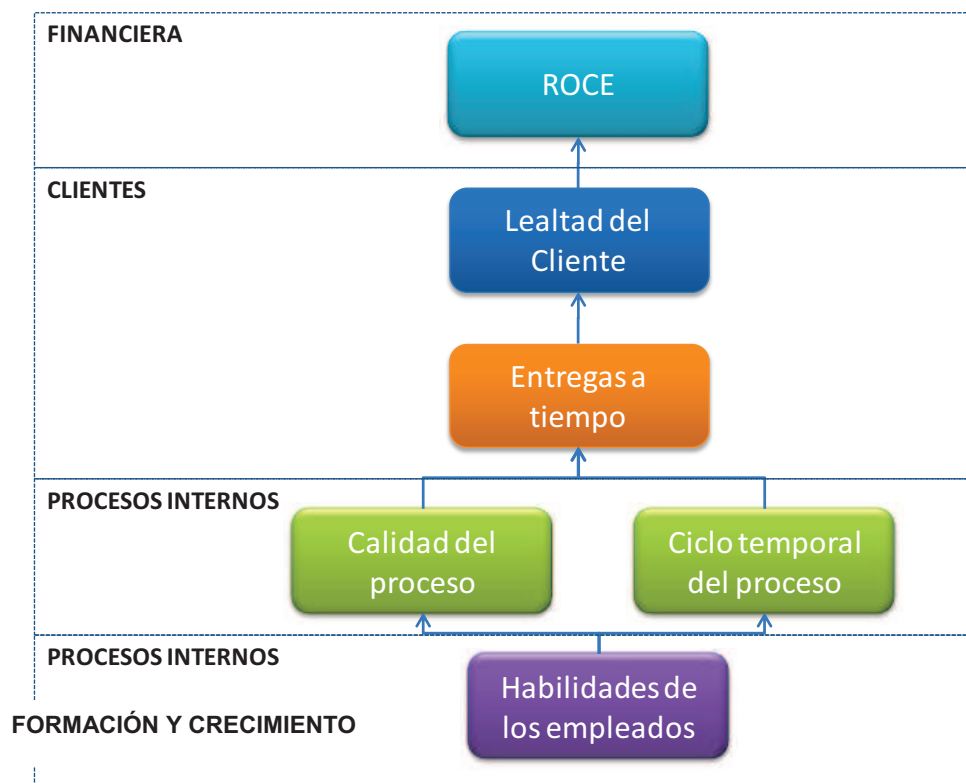 FINANCIERA
ROCE
CLIENTES
Lealtad del
Cliente
Entregas a
tiempo
PROCESOS INTERNOS
Calidad del
proceso
Ciclo temporal
del proceso
PROCESOS INTERNOS
Habilidades de
los empleados
FORMACIÓN Y CRECIMIENTO